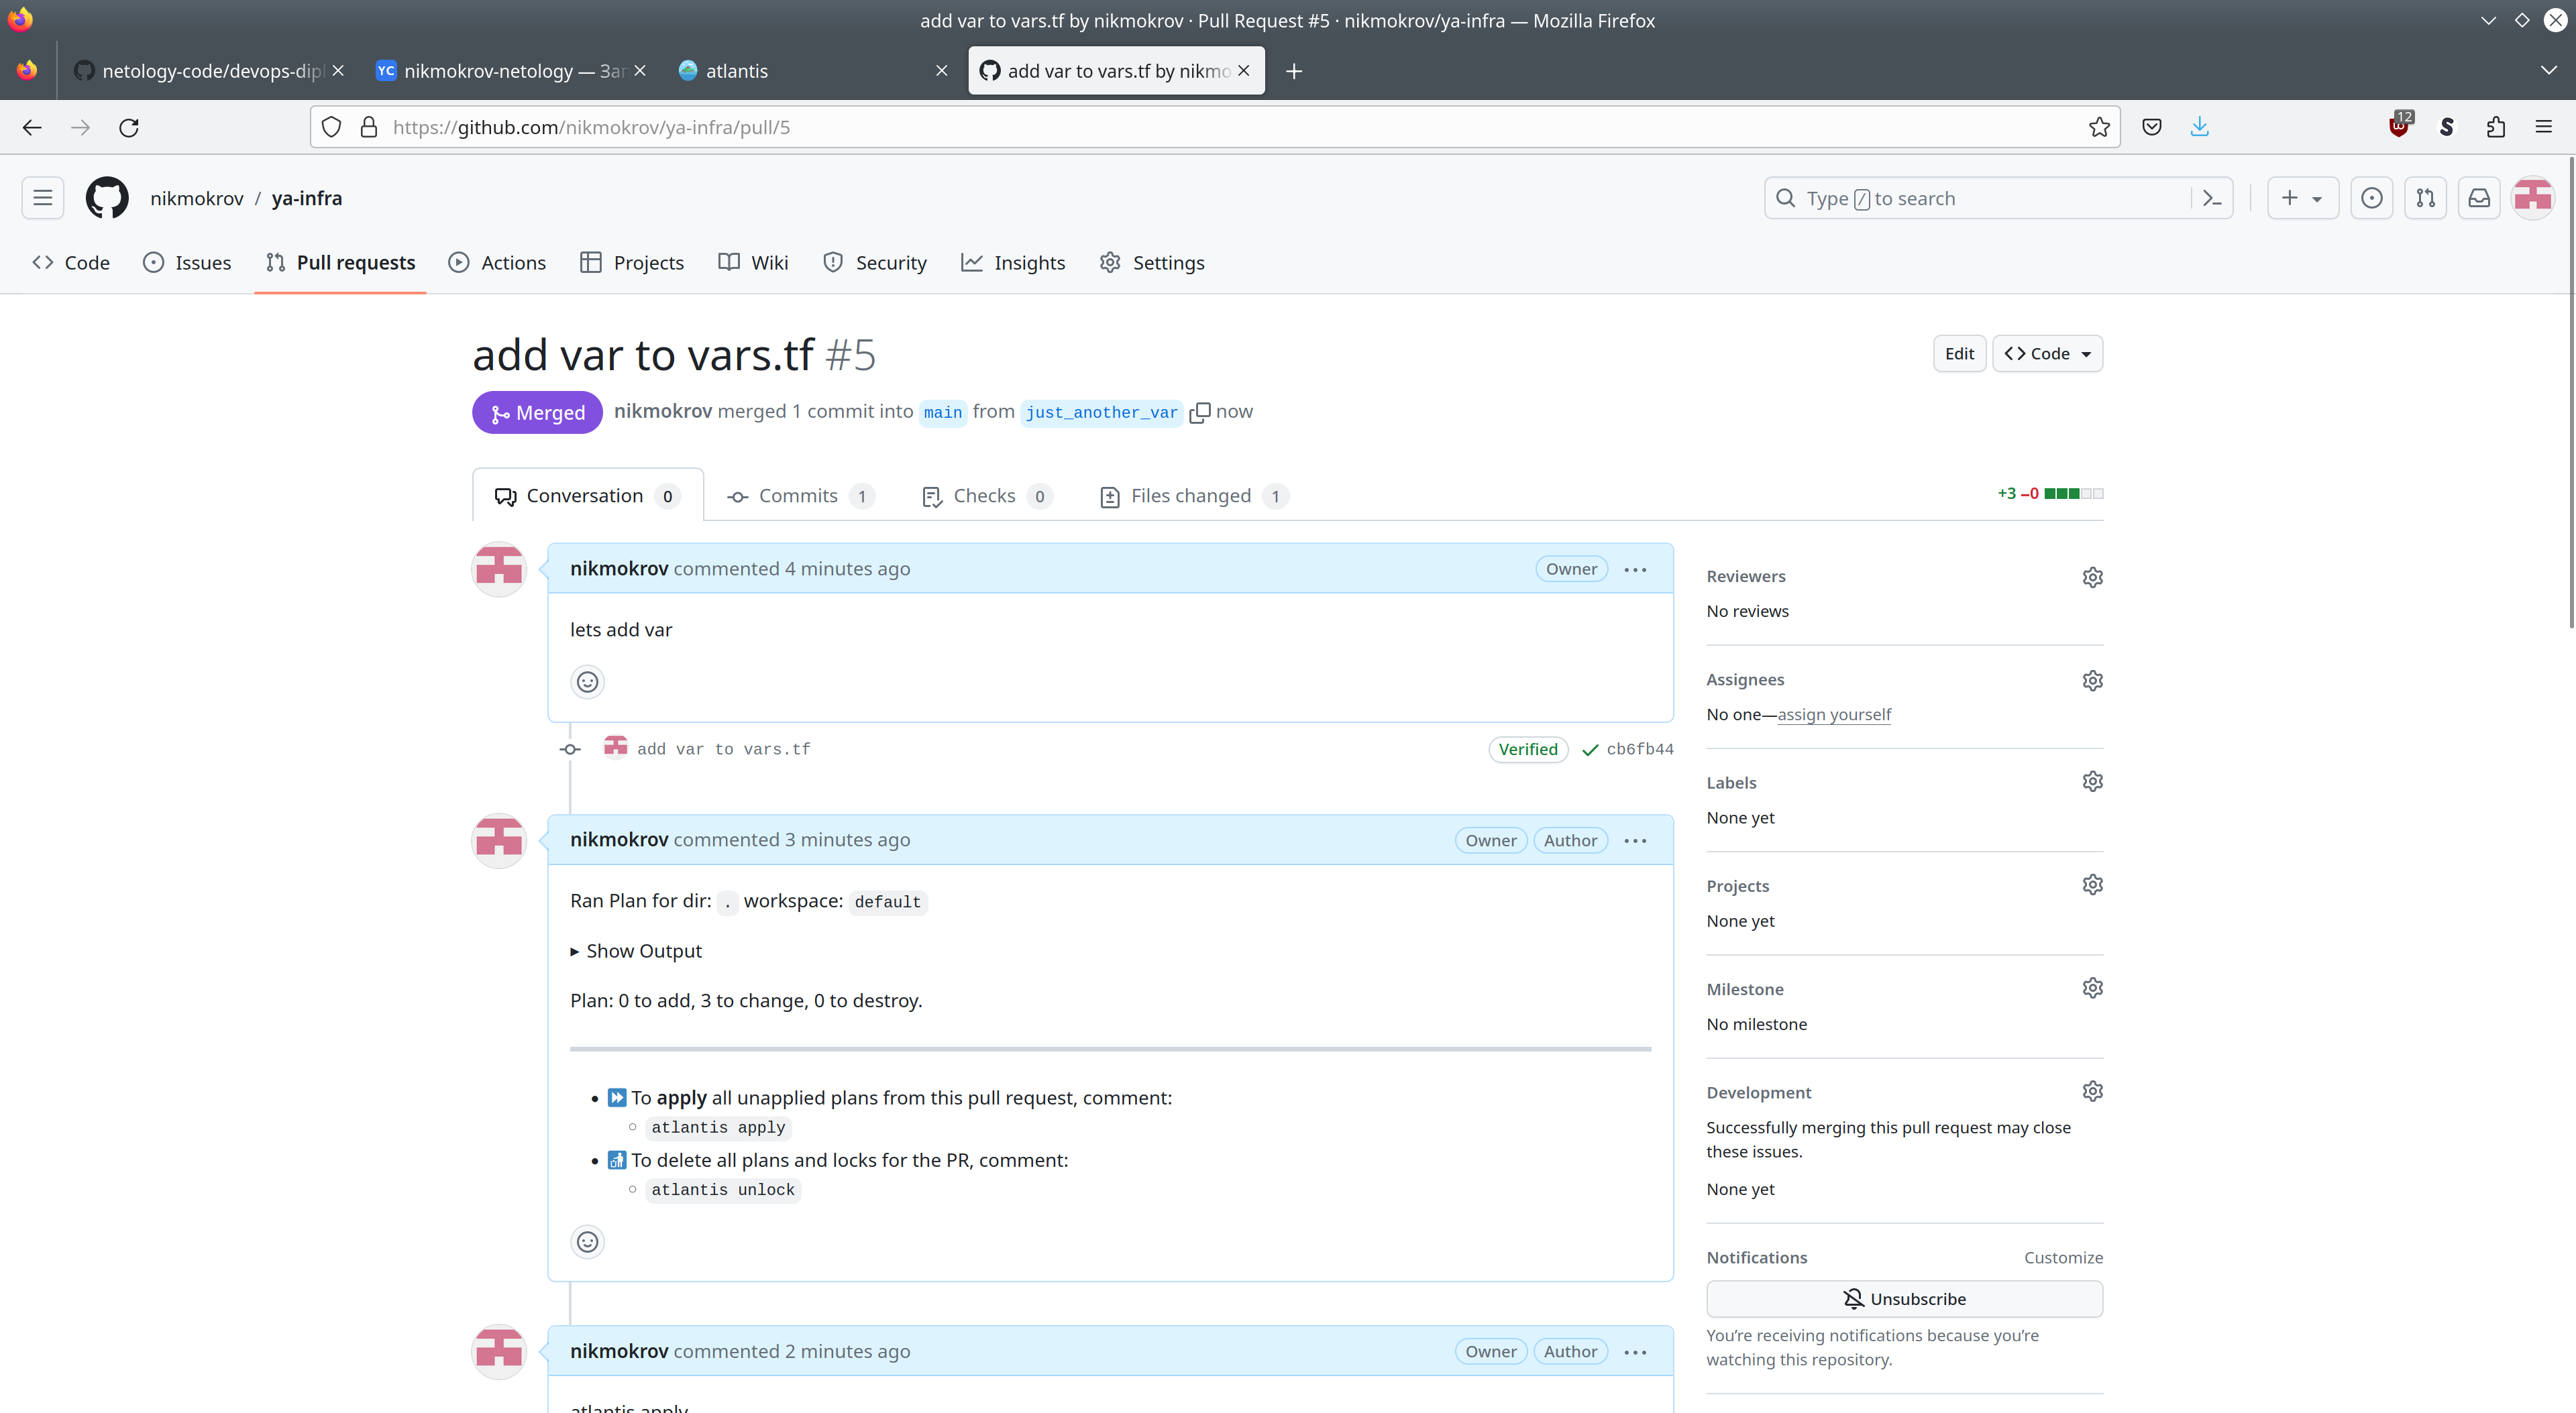 add var to vars.tf by nikmokrov · Pull Request #5 · nikmokrov/ya-infra — Mozilla Firefox
netology-code/devops-dip
YC nikmokrov-netology — Заг
atlantis
add var to vars.tf by nikmo
https://github.com/nikmokrov/ya-infra/pull/5
12
nikmokrov / ya-infra
Type / to search
Code
Issues
Pull requests
Actions
Projects
Wiki
Security
Insights
Settings
add var to vars.tf #5
Edit
Code
Merged
nikmokrov merged 1 commit into main from just_another_var now
Conversation 0
Commits 1
Checks 0
Files changed 1
+3 −0
nikmokrov commented 4 minutes ago
Owner
lets add var
add var to vars.tf
Verified
cb6fb44
nikmokrov commented 3 minutes ago
Owner Author
Ran Plan for dir: . workspace: default
Show Output
Plan: 0 to add, 3 to change, 0 to destroy.
To apply all unapplied plans from this pull request, comment:
atlantis apply
To delete all plans and locks for the PR, comment:
atlantis unlock
nikmokrov commented 2 minutes ago
Owner Author
atlantis apply
Reviewers
No reviews
Assignees
No one—assign yourself
Labels
None yet
Projects
None yet
Milestone
No milestone
Development
Successfully merging this pull request may close
these issues.
None yet
Notifications
Customize
Unsubscribe
You're receiving notifications because you're
watching this repository.